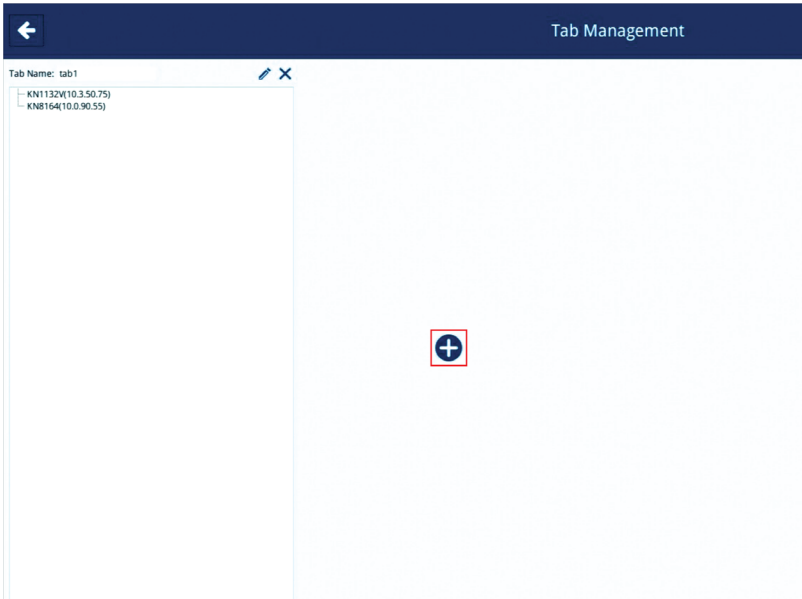 Tab Management
Tab Name: tab1
KN1132V(10.3.50.75)
KN8164(10.0.90.55)